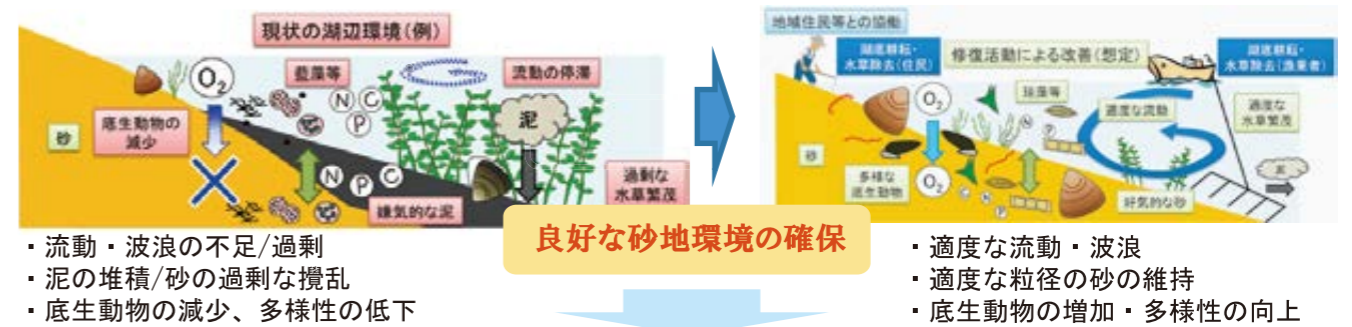 現状の湖辺環境(例)
O2
藍藻等
N
C
P
流動の停滞
泥
砂
底生動物の
減少
N
P
C
嫌気的な泥
過剰な
水草繁茂
・流動・波浪の不足/過剰
・泥の堆積/砂の過剰な攪乱
・底生動物の減少、多様性の低下
良好な砂地環境の確保
地域住民等との協働
湖底耕耘・
水草除去(住民)
修復活動による改善(想定)
湖底耕耘・
水草除去(漁業者)
O2
珪藻等
適度な流動
適度な
水草繁茂
N
P
砂
多様な
底生動物
O2
C
N
P
好気的な砂
泥
・適度な流動・波浪
・適度な粒径の砂の維持
・底生動物の増加・多様性の向上